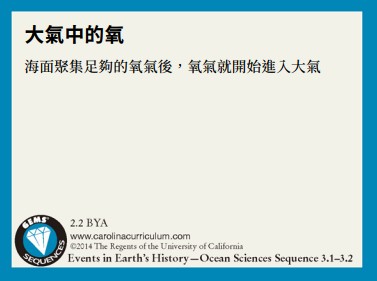 大氣中的氧
海面聚集足夠的氧氣後，氧氣就開始進入大氣
GEMS®
SEQUENCES
2.2 BYA
www.carolinacurriculum.com
©2014 The Regents of the University of California
Events in Earth's History—Ocean Sciences Sequence 3.1–3.2